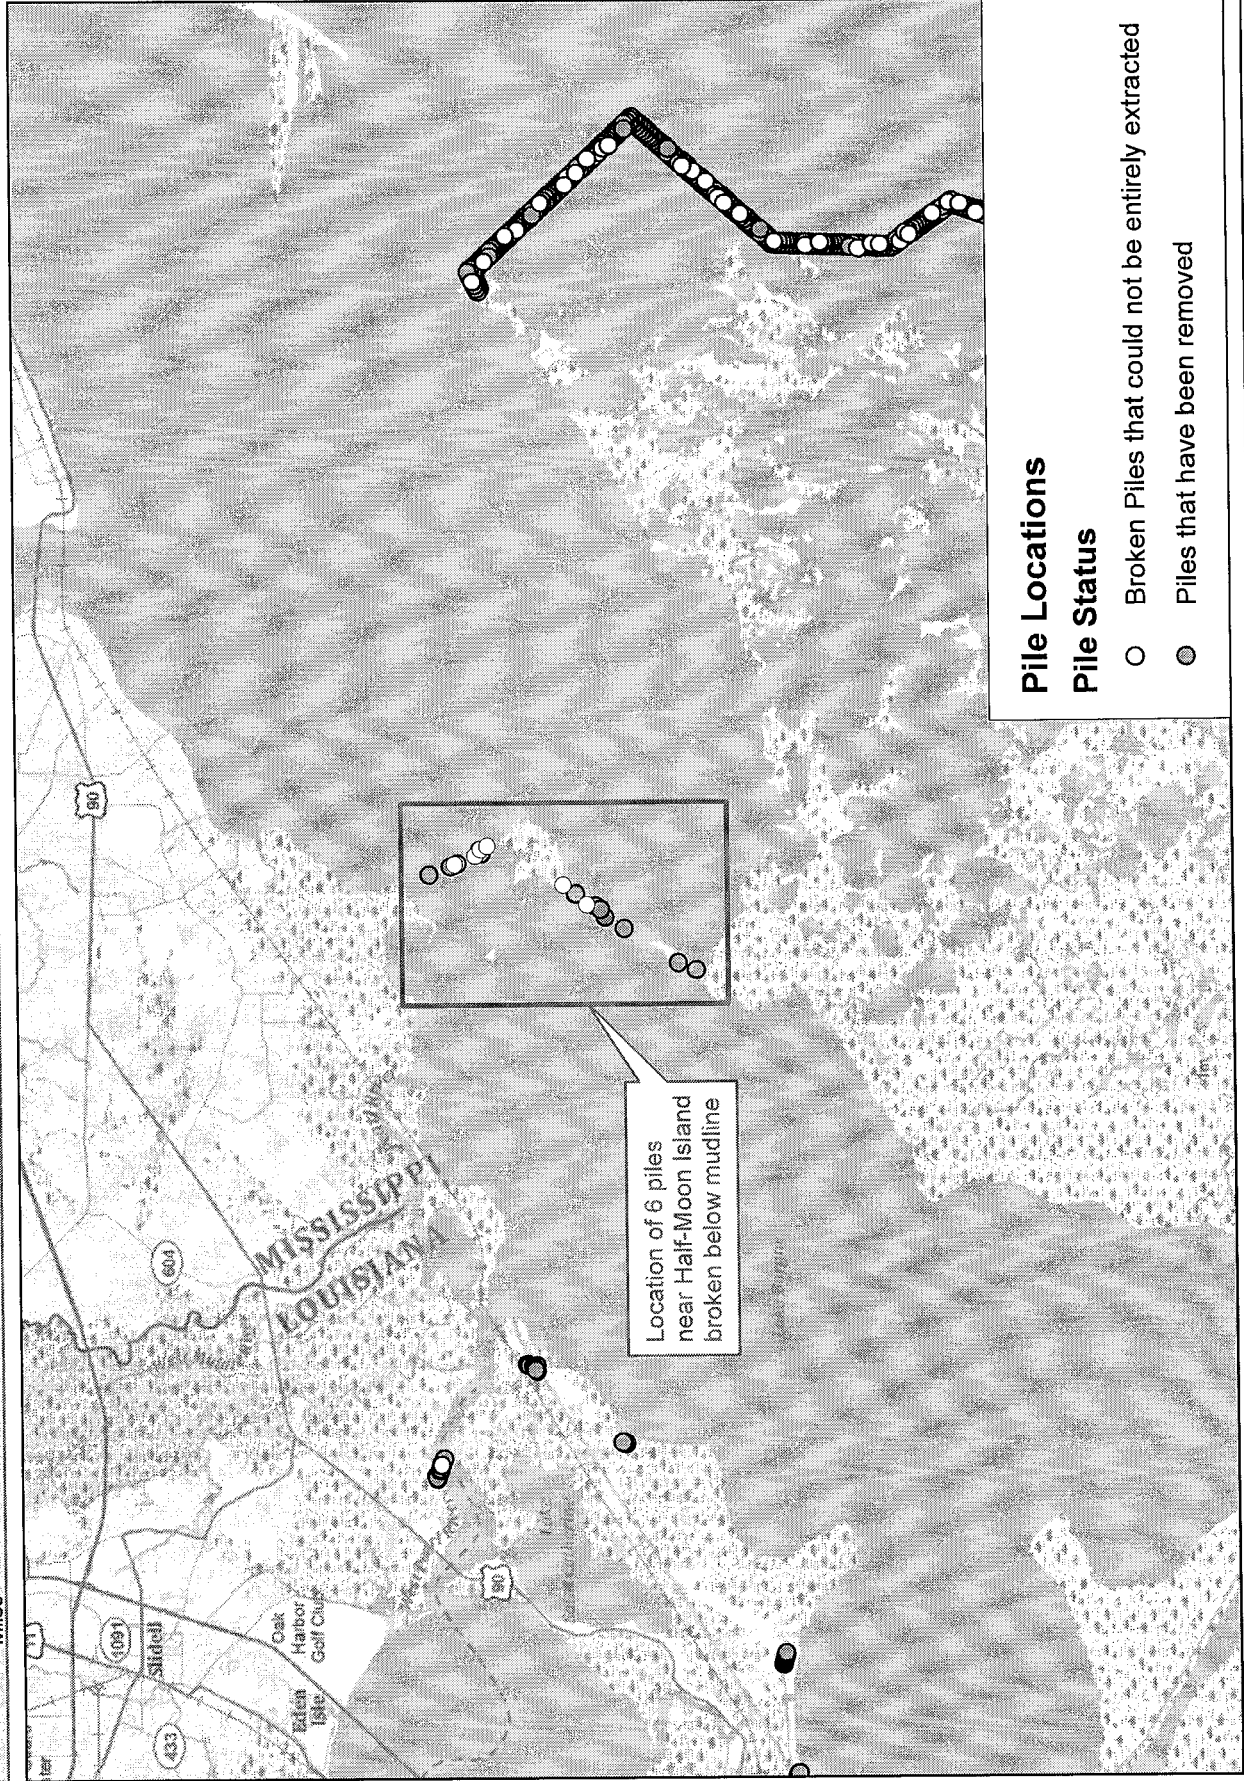 Pile Locations
Pile Status
Broken Piles that could not be entirely extracted
Piles that have been removed
Location of 6 piles
near Half-Moon Island
broken below mudline
MISSISSIPPI
LOUISIANA
604
90
90
11
1091
433
Slidell
Oak
Harbor
Golf Club
Eden
Isle
ter